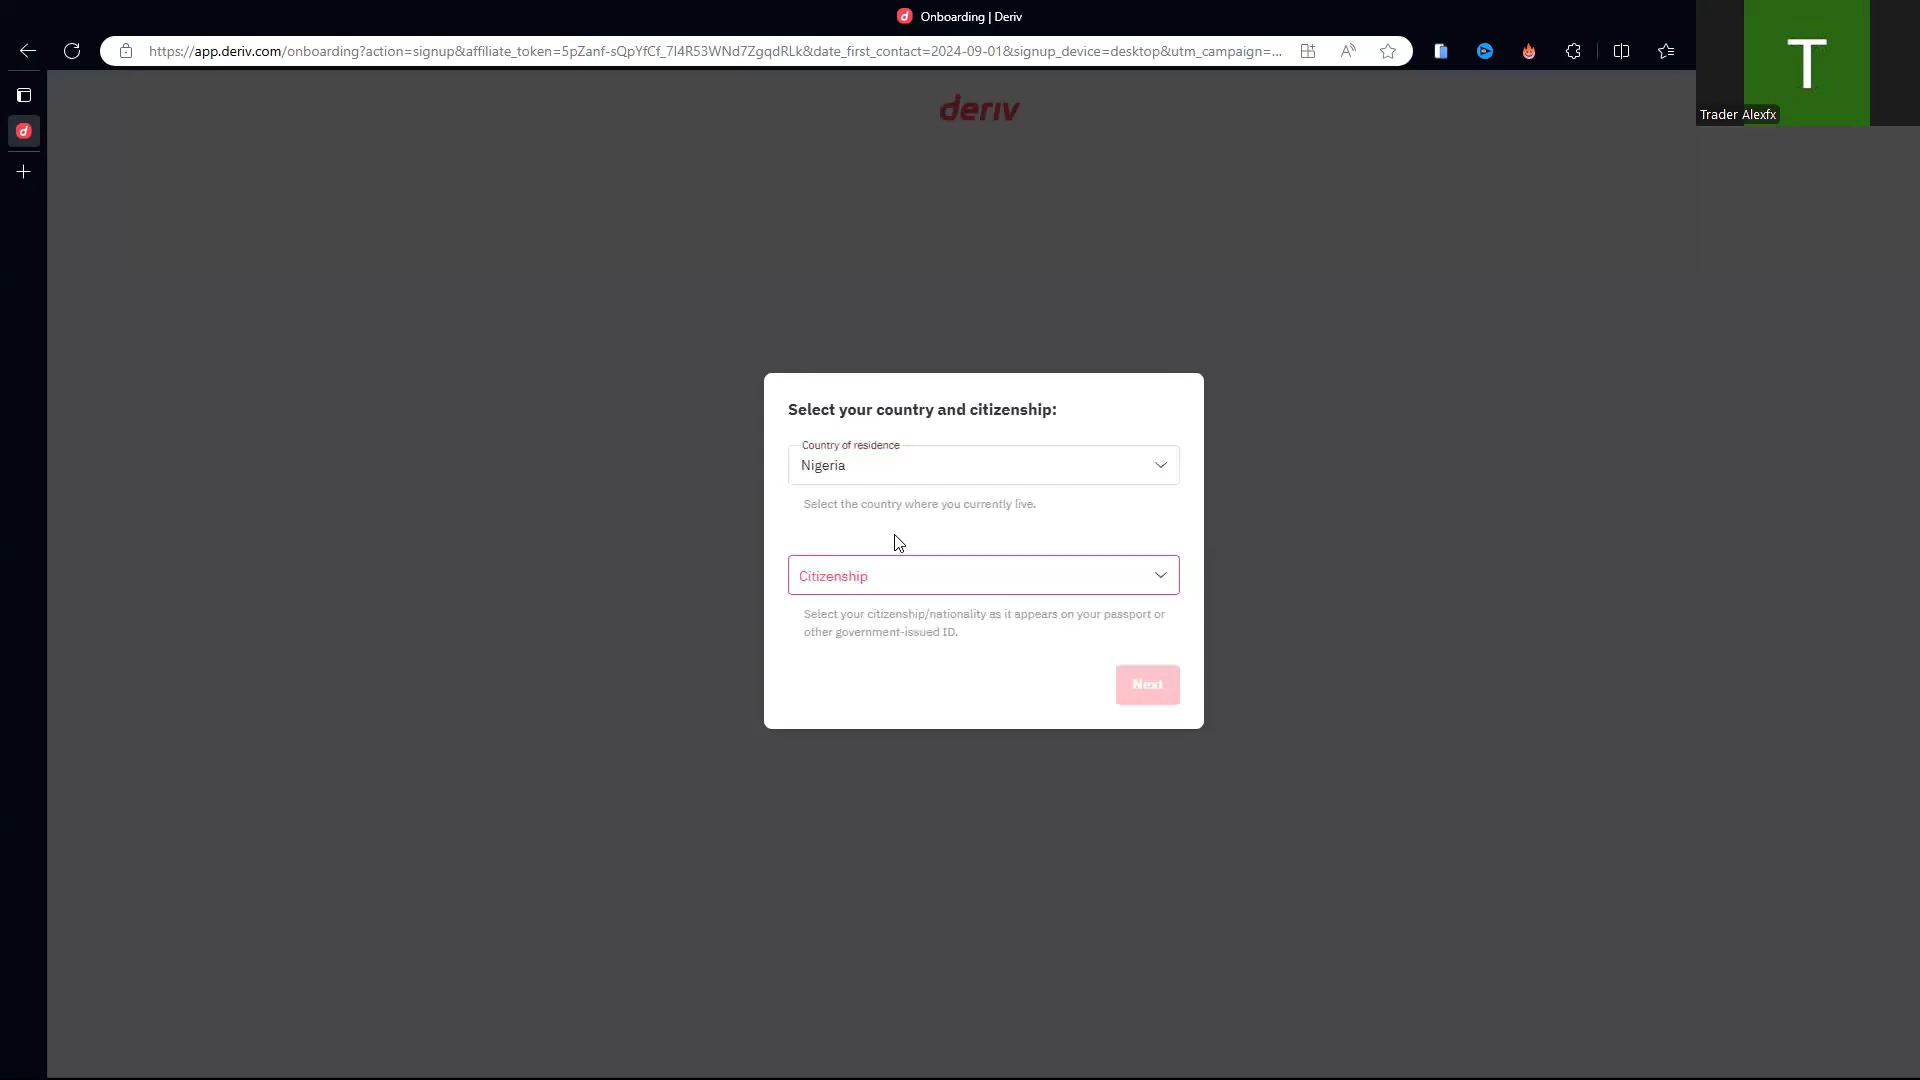 Onboarding | Deriv
https://app.deriv.com/onboarding?action=signup&affiliate_token=5pZanf-sQpYfCf_7I4R53WNd7ZgqdRLk&date_first_contact=2024-09-01&signup_device=desktop&utm_campaign=...
T
Trader Alexfx
deriv
Select your country and citizenship:
Country of residence
Nigeria
Select the country where you currently live.
Citizenship
Select your citizenship/nationality as it appears on your passport or
other government-issued ID.
Next